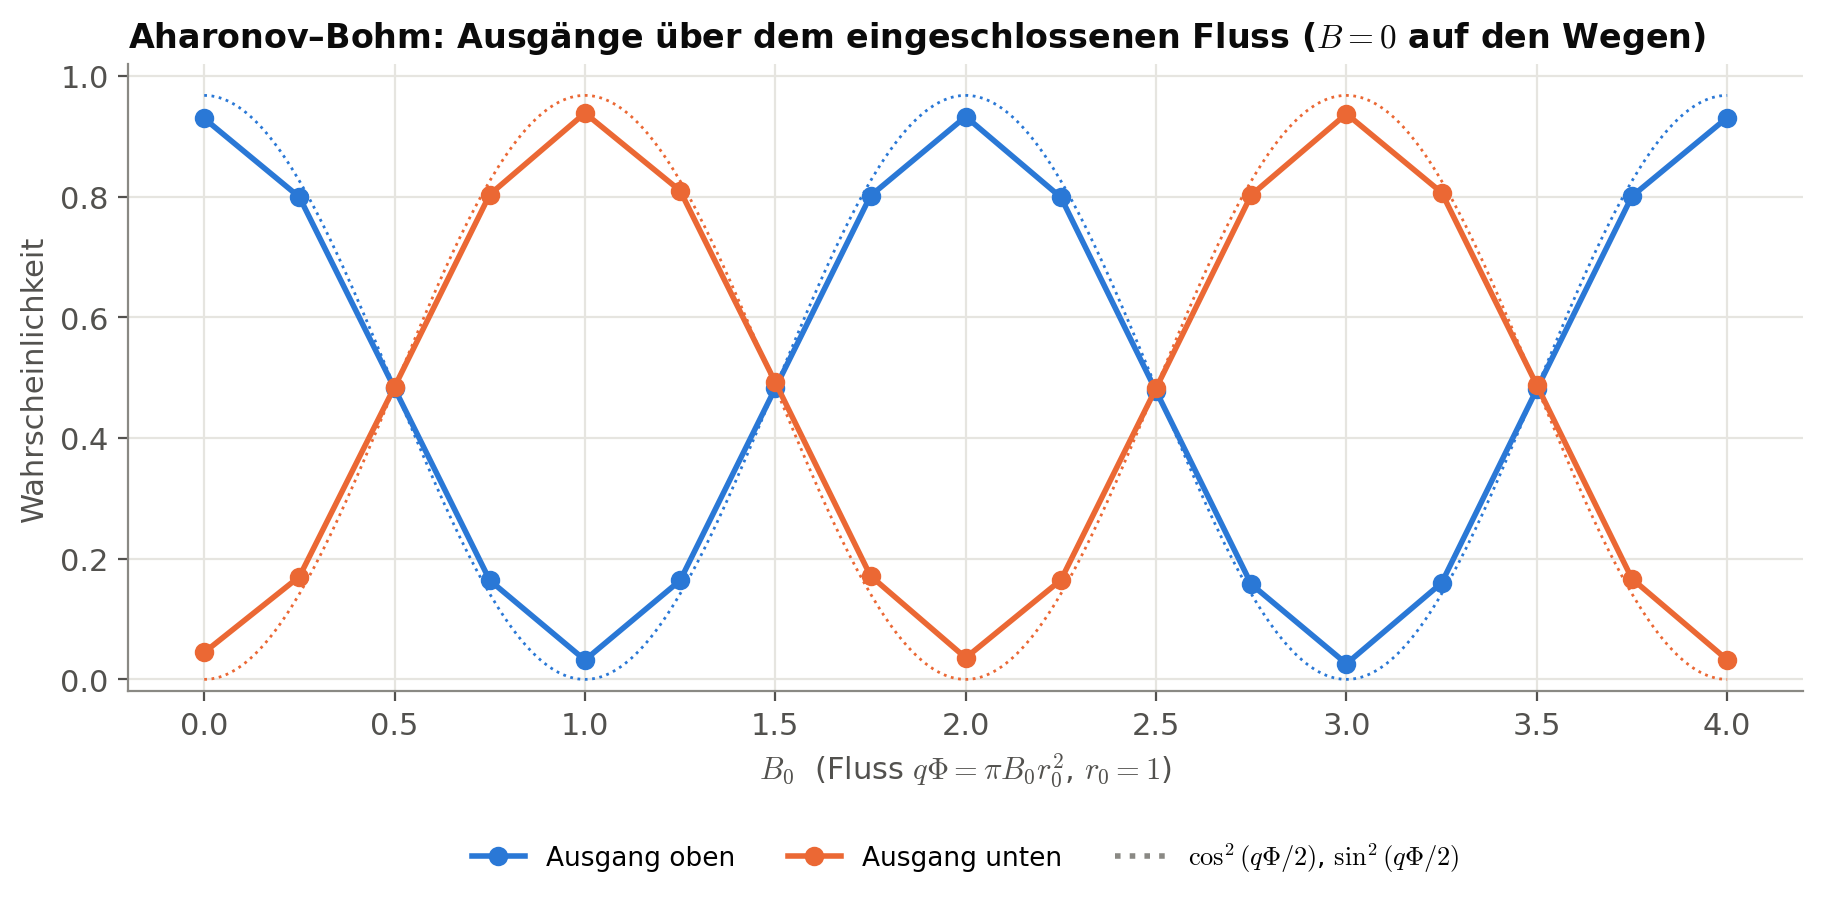 Aharonov–Bohm: Ausgänge über dem eingeschlossenen Fluss (B = 0 auf den Wegen)
Wahrscheinlichkeit
1.0
0.8
0.6
0.4
0.2
0.0
0.0 0.5 1.0 1.5 2.0 2.5 3.0 3.5 4.0
B₀ (Fluss qΦ = πB₀r₀², r₀ = 1)
Ausgang oben Ausgang unten cos² (qΦ/2), sin² (qΦ/2)